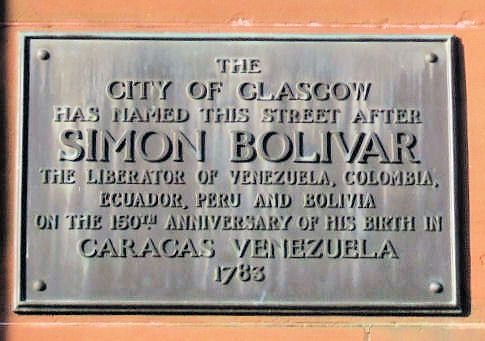 THE
CITY OF GLASGOW
HAS NAMED THIS STREET AFTER
SIMON BOLIVAR
THE LIBERATOR OF VENEZUELA, COLOMBIA,
ECUADOR, PERU AND BOLIVIA
ON THE 150TH ANNIVERSARY OF HIS BIRTH IN
CARACAS VENEZUELA
1783